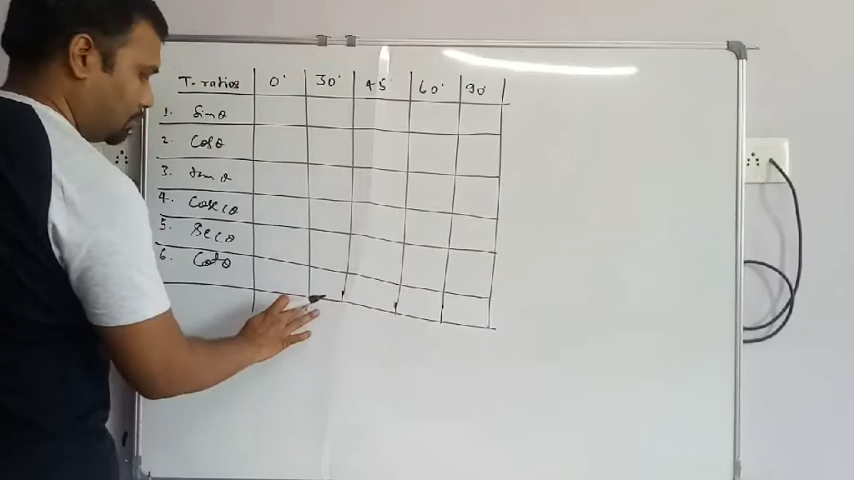 T-ratios 0° 30° 45° 60° 90°
1. Sinθ
2. Cosθ
3. tanθ
4. Cosecθ
5. Secθ
6. Cotθ